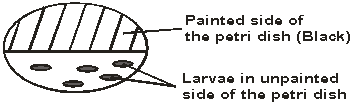 Painted side of
the petri dish (Black)
Larvae in unpainted
side of the petri dish